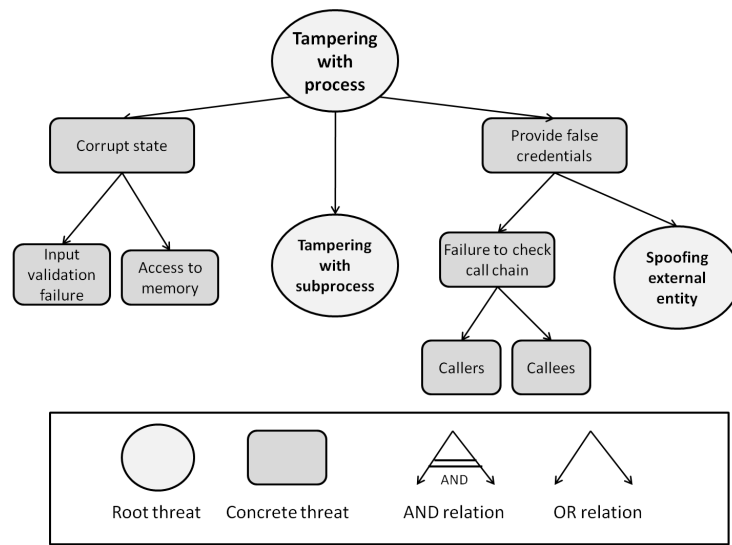 Tampering
with
process
Corrupt state
Provide false
credentials
Input
validation
failure
Access to
memory
Tampering
with
subprocess
Failure to check
call chain
Spoofing
external
entity
Callers
Callees
AND
Root threat
Concrete threat
AND relation
OR relation